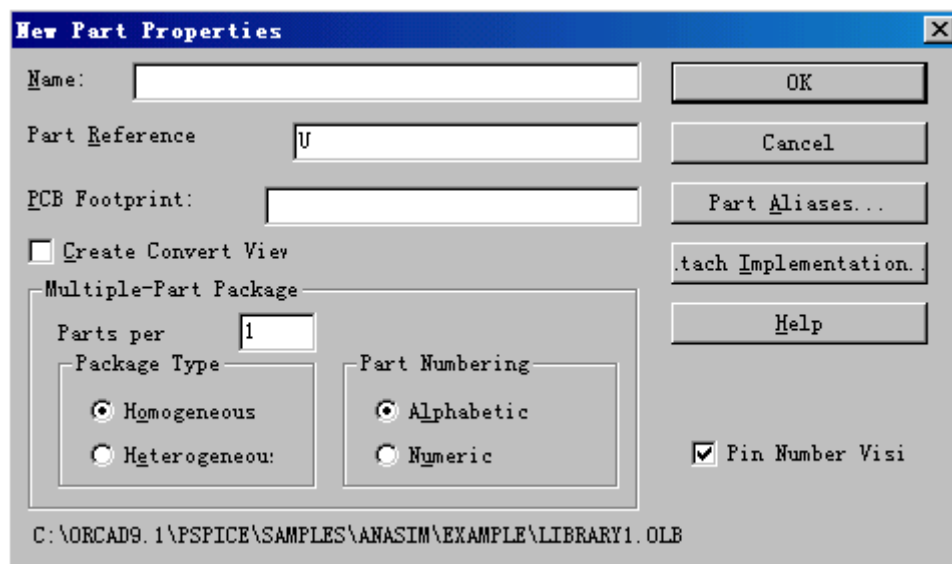 New Part Properties
Name:
OK
Part Reference
U
Cancel
PCB Footprint:
Part Aliases...
Create Convert View
.tach Implementation..
Multiple-Part Package
Parts per
1
Help
Package Type
Part Numbering
Homogeneous
Alphabetic
Heterogeneou:
Numeric
Pin Number Visi
C:\ORCAD9.1\PSPICE\SAMPLES\ANASIM\EXAMPLE\LIBRARY1.OLB